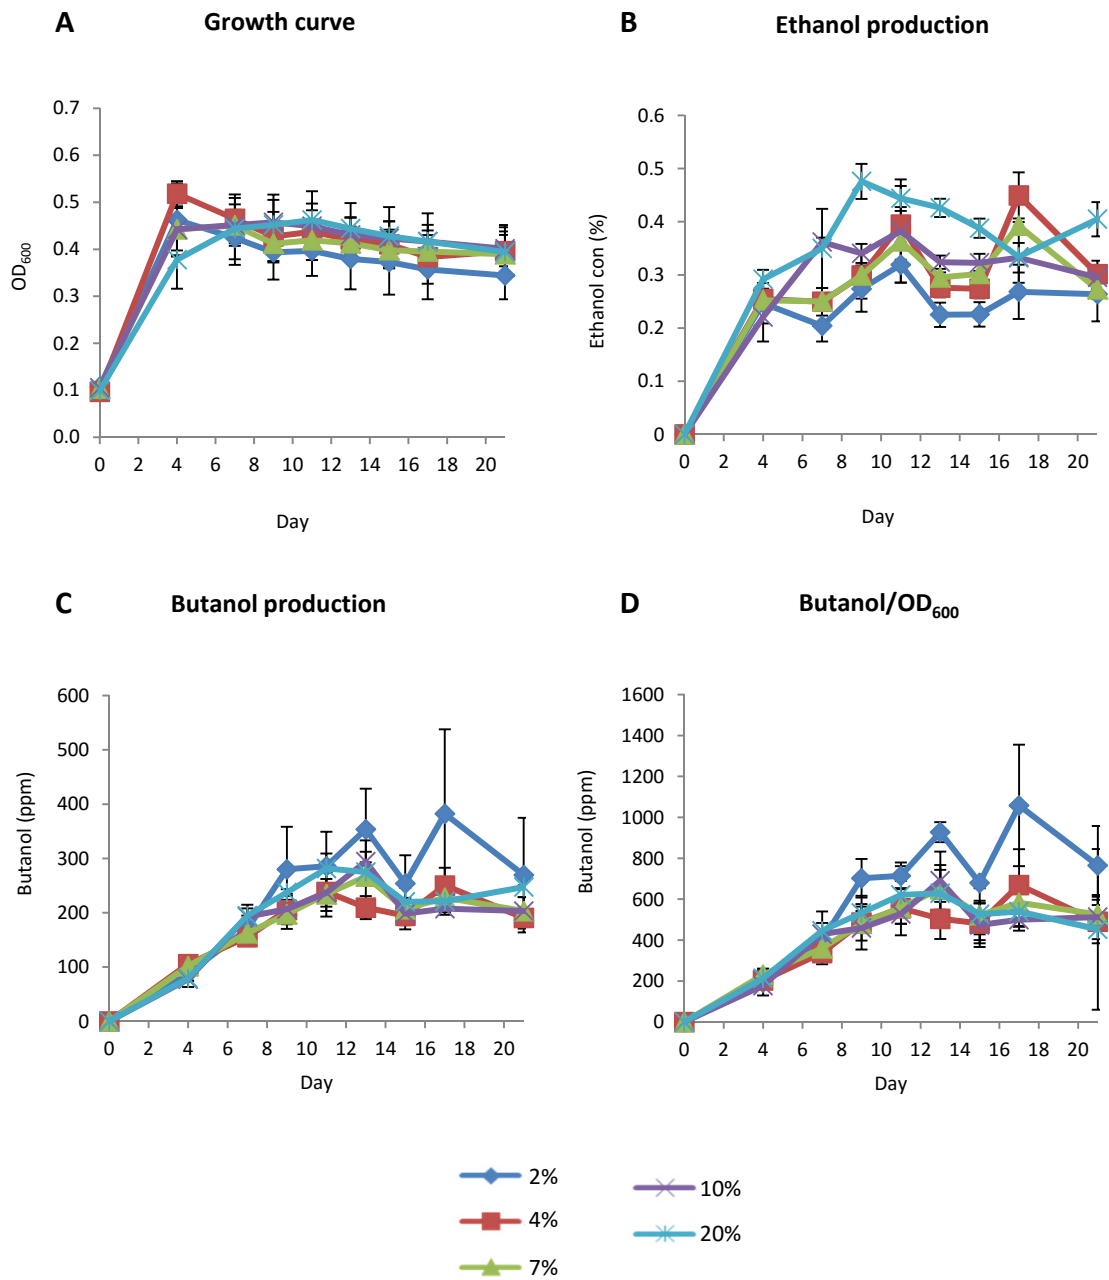 A Growth curve
B Ethanol production
OD600
0.7
0.6
0.5
0.4
0.3
0.2
0.1
0.0
0 2 4 6 8 10 12 14 16 18 20
Day
Ethanol con (%)
0.6
0.5
0.4
0.3
0.2
0.1
0
0 2 4 6 8 10 12 14 16 18 20
Day
C Butanol production
D Butanol/OD600
Butanol (ppm)
600
500
400
300
200
100
0
0 2 4 6 8 10 12 14 16 18 20
Day
Butanol (ppm)
1600
1400
1200
1000
800
600
400
200
0
0 2 4 6 8 10 12 14 16 18 20
Day
2%
4%
7%
10%
20%